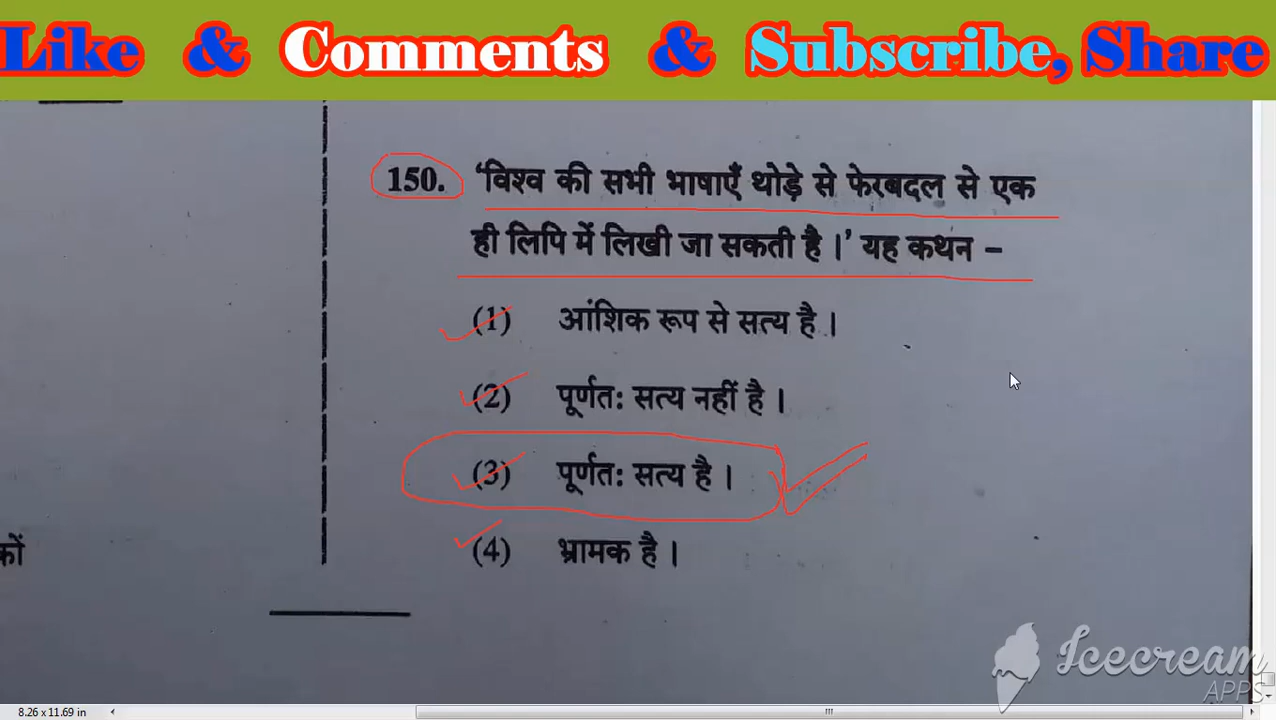 Like & Comments & Subscribe, Share
150. 'विश्व की सभी भाषाएँ थोड़े से फेरबदल से एक
ही लिपि में लिखी जा सकती है।' यह कथन –
(1) आंशिक रूप से सत्य है।
(2) पूर्णत: सत्य नहीं है।
(3) पूर्णत: सत्य है।
(4) भ्रामक है।
कों
Icecream
APPS
8.26 x 11.69 in